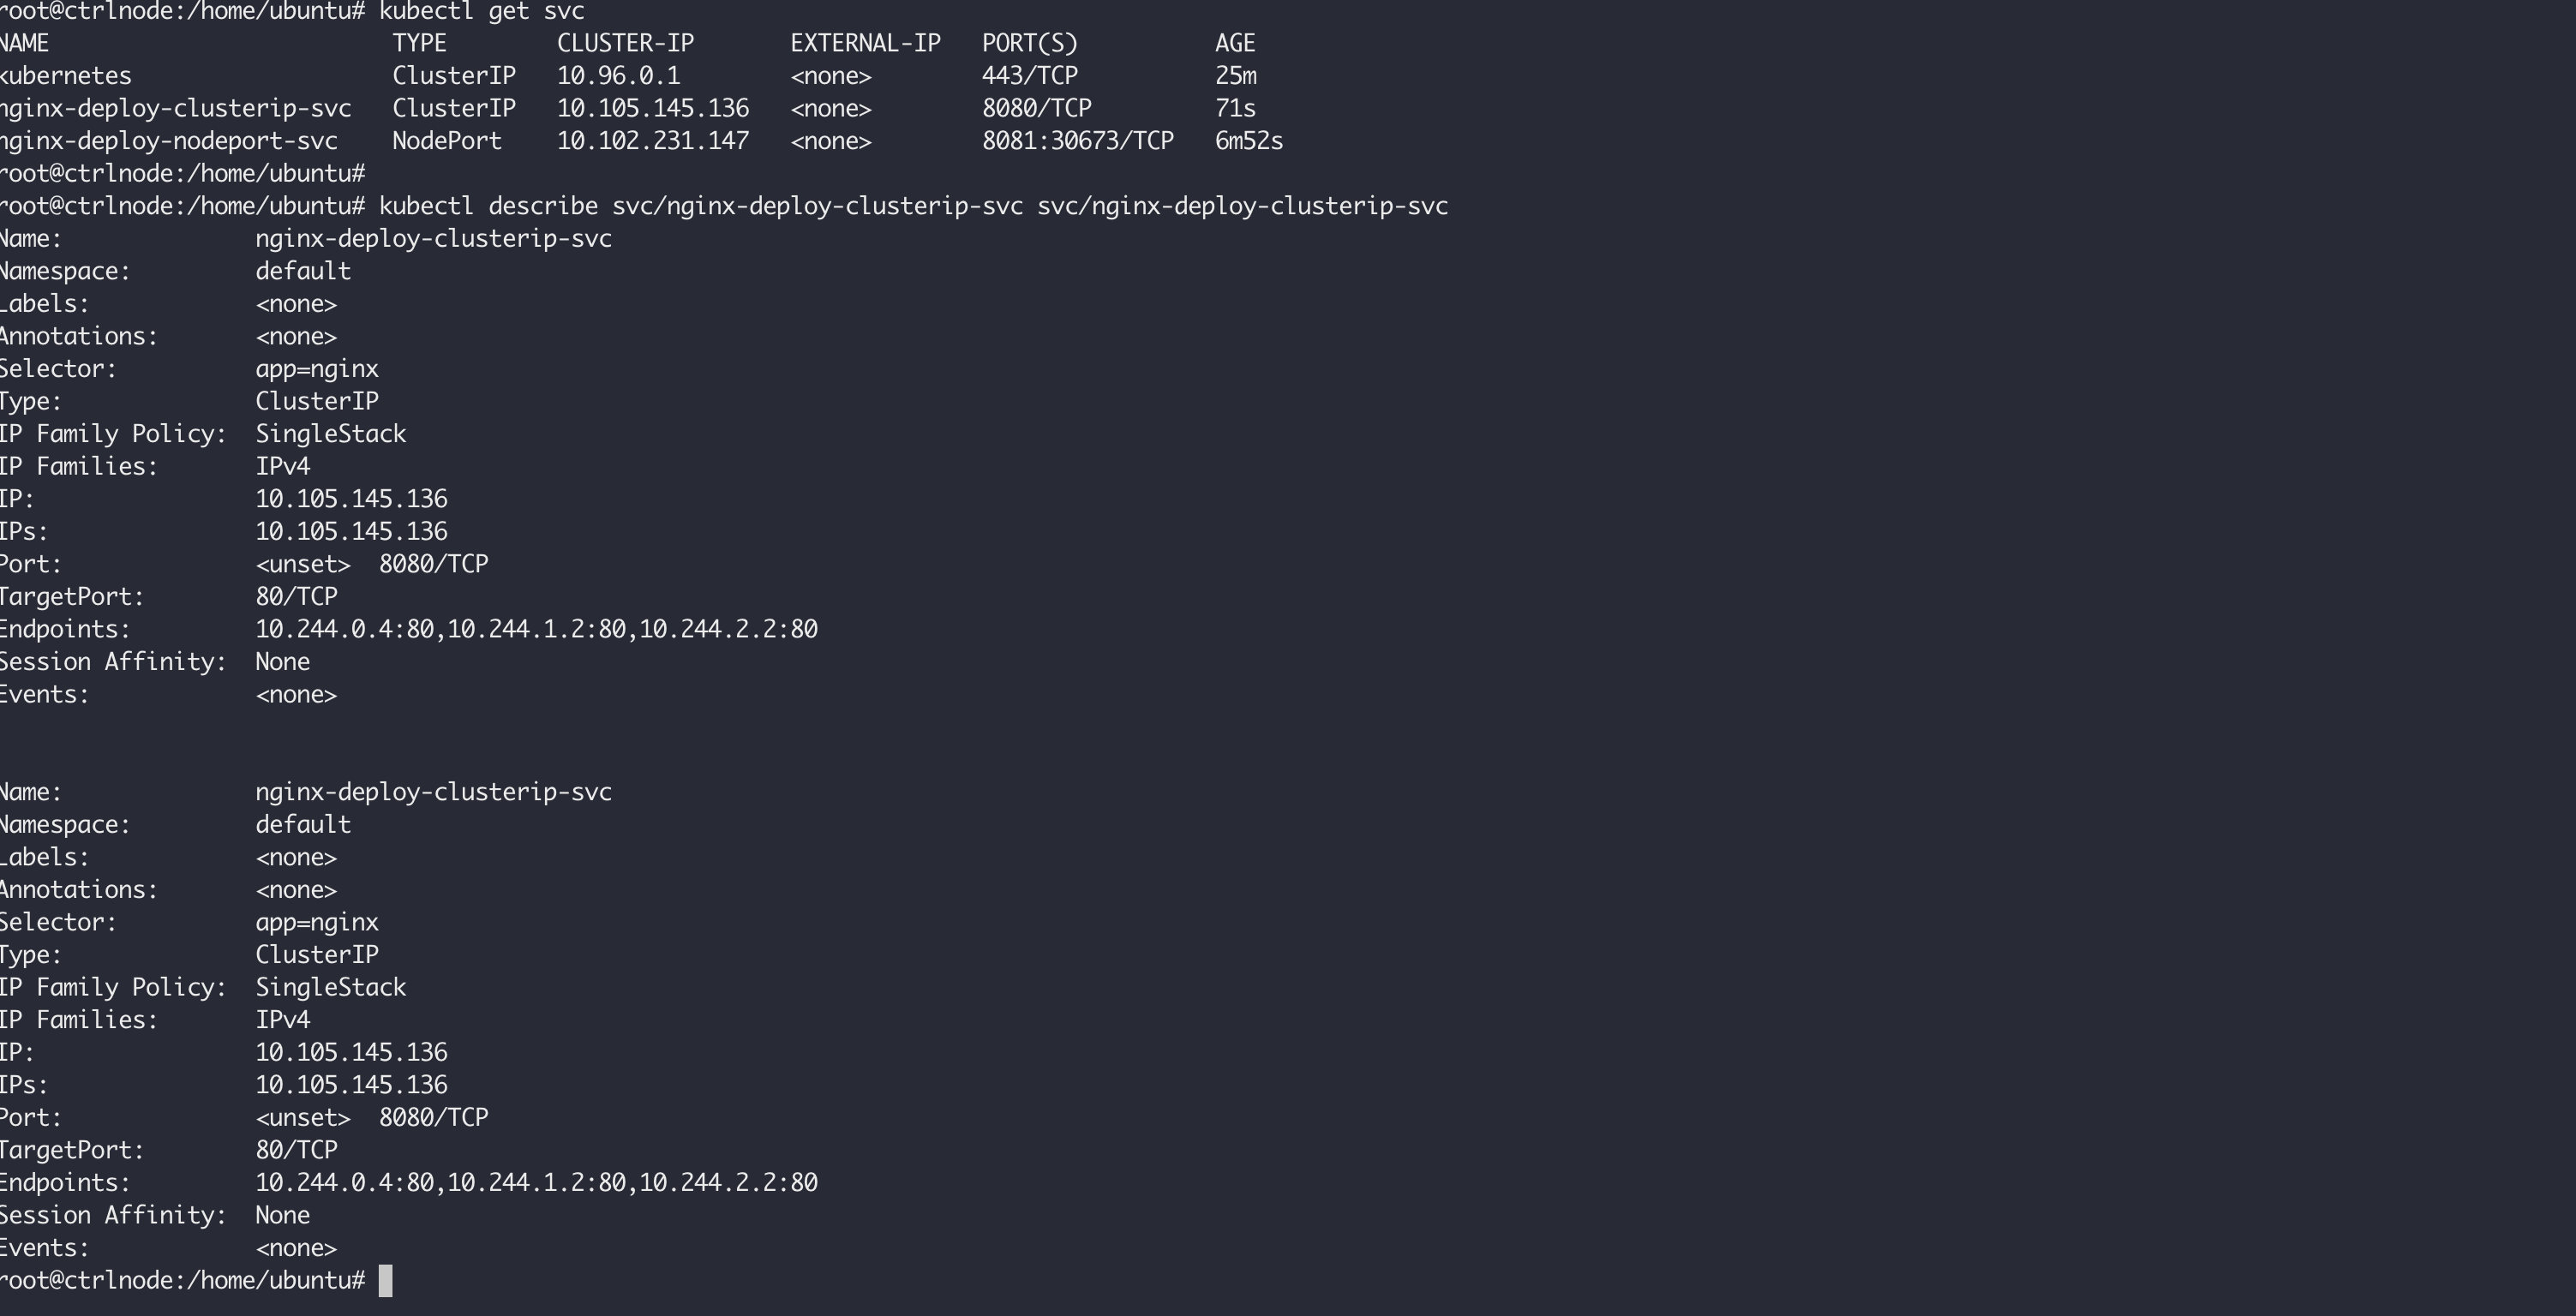 root@ctrlnode:/home/ubuntu# kubectl get svc
NAME                         TYPE        CLUSTER-IP       EXTERNAL-IP   PORT(S)          AGE
kubernetes                   ClusterIP   10.96.0.1        <none>        443/TCP          25m
nginx-deploy-clusterip-svc   ClusterIP   10.105.145.136   <none>        8080/TCP         71s
nginx-deploy-nodeport-svc    NodePort    10.102.231.147   <none>        8081:30673/TCP   6m52s
root@ctrlnode:/home/ubuntu#
root@ctrlnode:/home/ubuntu# kubectl describe svc/nginx-deploy-clusterip-svc svc/nginx-deploy-clusterip-svc
Name:              nginx-deploy-clusterip-svc
Namespace:         default
Labels:            <none>
Annotations:       <none>
Selector:          app=nginx
Type:              ClusterIP
IP Family Policy:  SingleStack
IP Families:       IPv4
IP:                10.105.145.136
IPs:               10.105.145.136
Port:              <unset>  8080/TCP
TargetPort:        80/TCP
Endpoints:         10.244.0.4:80,10.244.1.2:80,10.244.2.2:80
Session Affinity:  None
Events:            <none>
Name:              nginx-deploy-clusterip-svc
Namespace:         default
Labels:            <none>
Annotations:       <none>
Selector:          app=nginx
Type:              ClusterIP
IP Family Policy:  SingleStack
IP Families:       IPv4
IP:                10.105.145.136
IPs:               10.105.145.136
Port:              <unset>  8080/TCP
TargetPort:        80/TCP
Endpoints:         10.244.0.4:80,10.244.1.2:80,10.244.2.2:80
Session Affinity:  None
Events:            <none>
root@ctrlnode:/home/ubuntu#